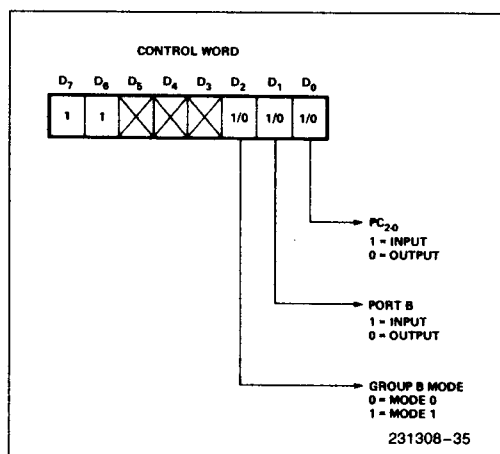 CONTROL WORD
D7 D6 D5 D4 D3 D2 D1 D0
1 1 1/0 1/0 1/0
PC2-0
1 = INPUT
0 = OUTPUT
PORT B
1 = INPUT
0 = OUTPUT
GROUP B MODE
0 = MODE 0
1 = MODE 1
231308–35